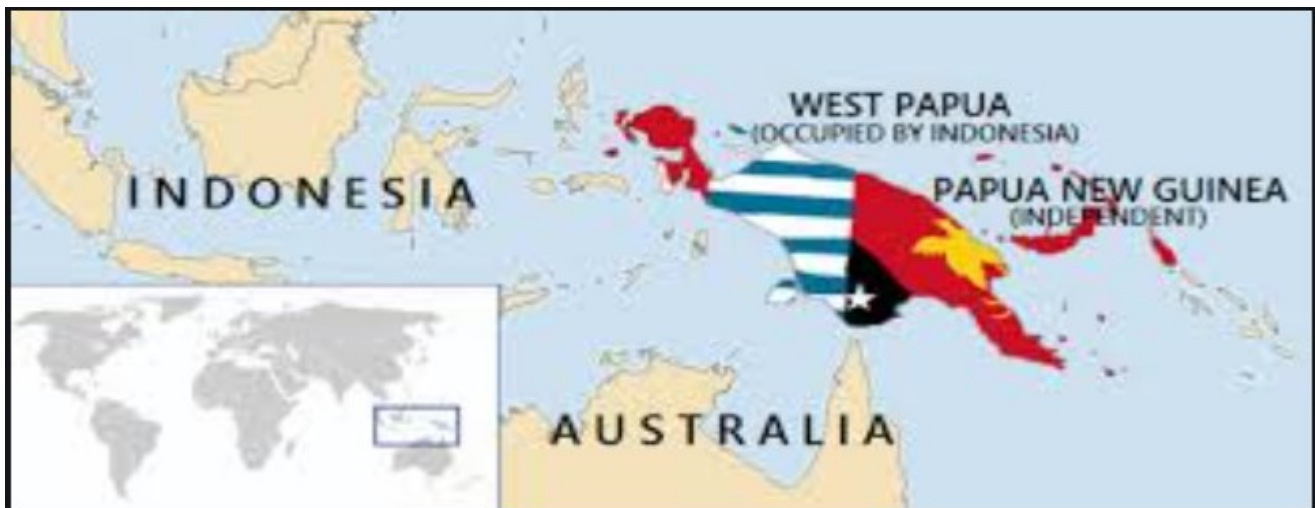 WEST PAPUA
(OCCUPIED BY INDONESIA)
INDONESIA
PAPUA NEW GUINEA
(INDEPENDENT)
AUSTRALIA